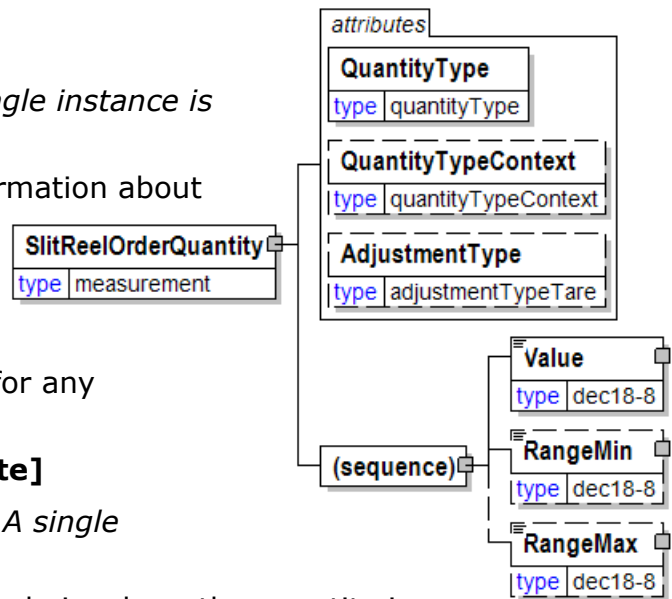 attributes
QuantityType
type quantityType
QuantityTypeContext
type quantityTypeContext
AdjustmentType
type adjustmentTypeTare
gle instance is
rmation about
SlitReelOrderQuantity
type measurement
for any
te]
A single
(sequence)
Value
type dec18-8
RangeMin
type dec18-8
RangeMax
type dec18-8